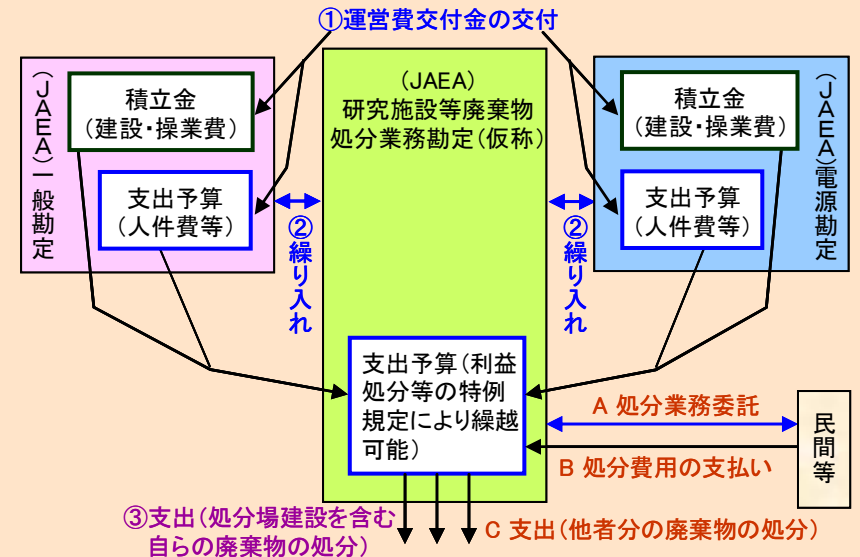 ①運営費交付金の交付
(JAEA)一般勘定
積立金
(建設・操業費)
支出予算
(人件費等)
②繰り入れ
(JAEA)
研究施設等廃棄物
処分業務勘定(仮称)
支出予算(利益
処分等の特例
規定により繰越
可能)
②繰り入れ
積立金
(建設・操業費)
支出予算
(人件費等)
(JAEA)電源勘定
A 処分業務委託
B 処分費用の支払い
民間等
③支出(処分場建設を含む
自らの廃棄物の処分)
C 支出(他者分の廃棄物の処分)